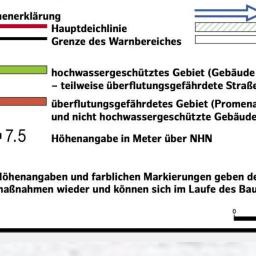 nenerklärung
Hauptdeichlinie
Grenze des Warnbereiches
hochwassergeschütztes Gebiet (Gebäude
– teilweise überflutungsgefährdete Straße
überflutungsgefährdetes Gebiet (Promena
und nicht hochwassergeschützte Gebäude
7.5 Höhenangabe in Meter über NHN
Höhenangaben und farblichen Markierungen geben de
maßnahmen wieder und können sich im Laufe des Bau
0